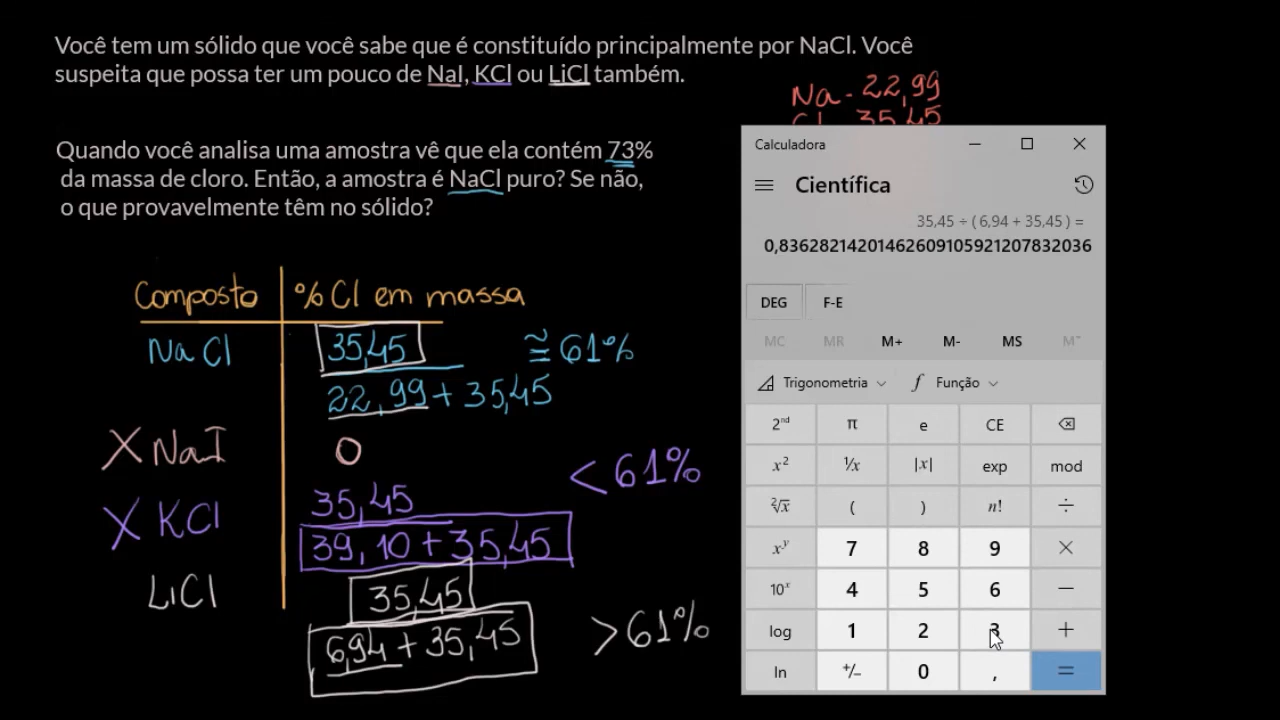 Você tem um sólido que você sabe que é constituído principalmente por NaCl. Você
suspeita que possa ter um pouco de NaI, KCl ou LiCl também.
Na - 22,99
Cl 35,45
Quando você analisa uma amostra vê que ela contém 73%
da massa de cloro. Então, a amostra é NaCl puro? Se não,
o que provavelmente têm no sólido?
Composto % Cl em massa
NaCl 35,45 ≅ 61%
22,99 + 35,45
X NaI 0
< 61%
X KCl 35,45
39,10 + 35,45
LiCl 35,45
6,94 + 35,45 > 61%
Calculadora
Científica
35,45 ÷ ( 6,94 + 35,45 ) =
0,83628214201462609105921207832036
DEG F-E
MC MR M+ M- MS M˅
Trigonometria f Função
2nd π e CE
x² ¹/x |x| exp mod
²√x ( ) n! ÷
xʸ 7 8 9 ×
10ˣ 4 5 6 −
log 1 2 3 +
ln +/− 0 , =